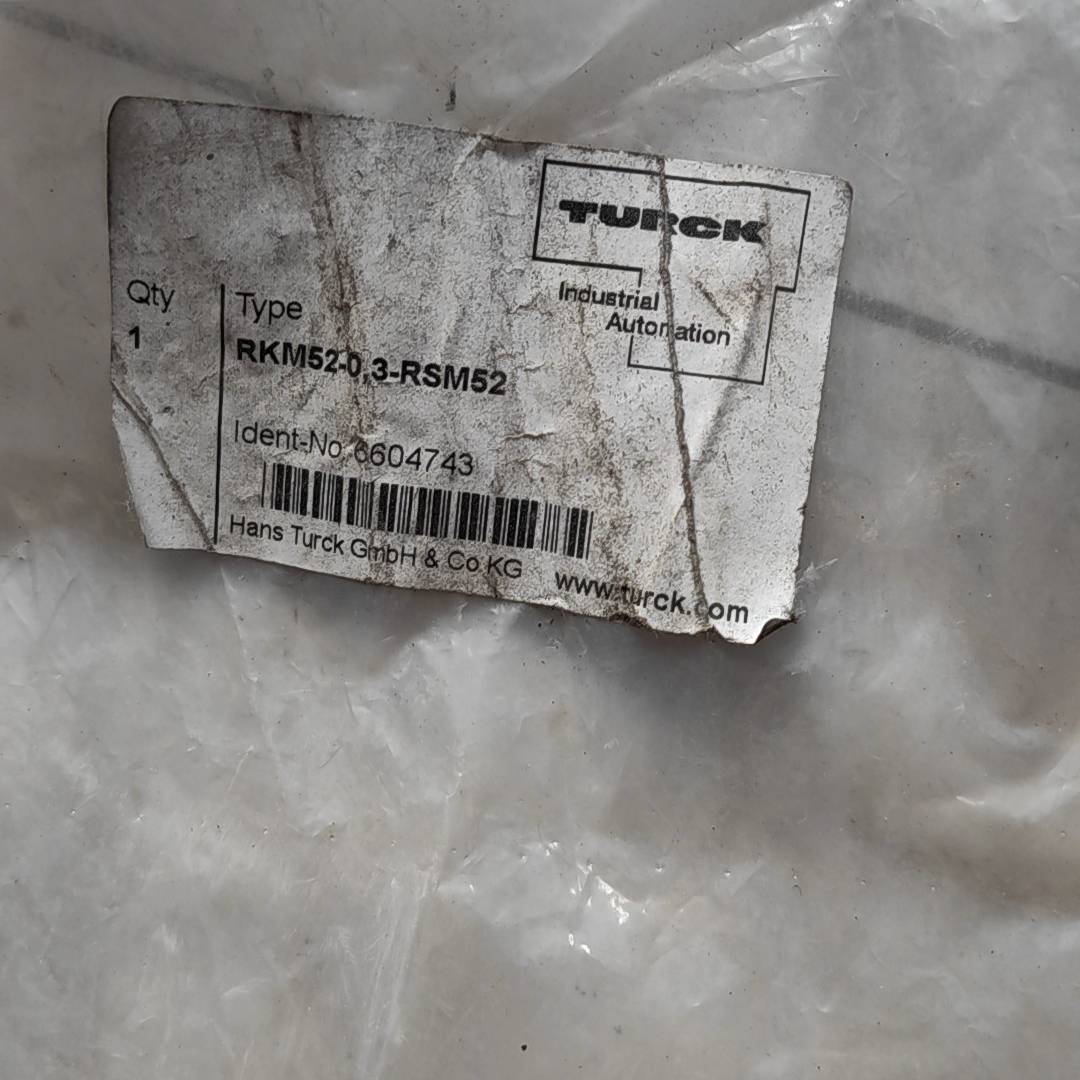 TURCK
Industrial
Automation
Qty
1
Type
RKM52-0,3-RSM52
Ident-No 6604743
Hans Turck GmbH & Co KG
www.turck.com